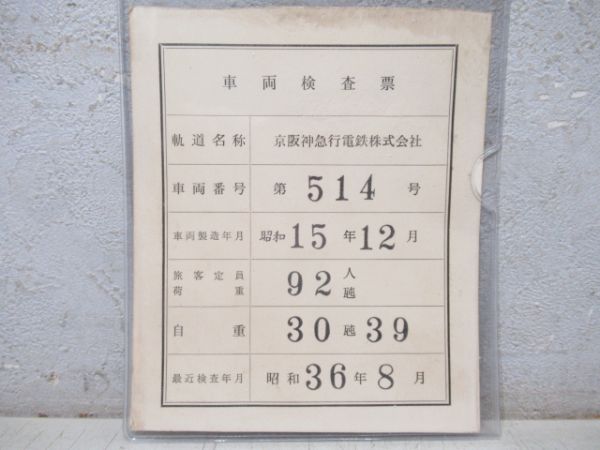 車両検査票
軌道名称 京阪神急行電鉄株式会社
車両番号 第514号
車両製造年月 昭和15年12月
旅客定員 92人
荷重 瓲
自重 30瓲39
最近検査年月 昭和36年8月